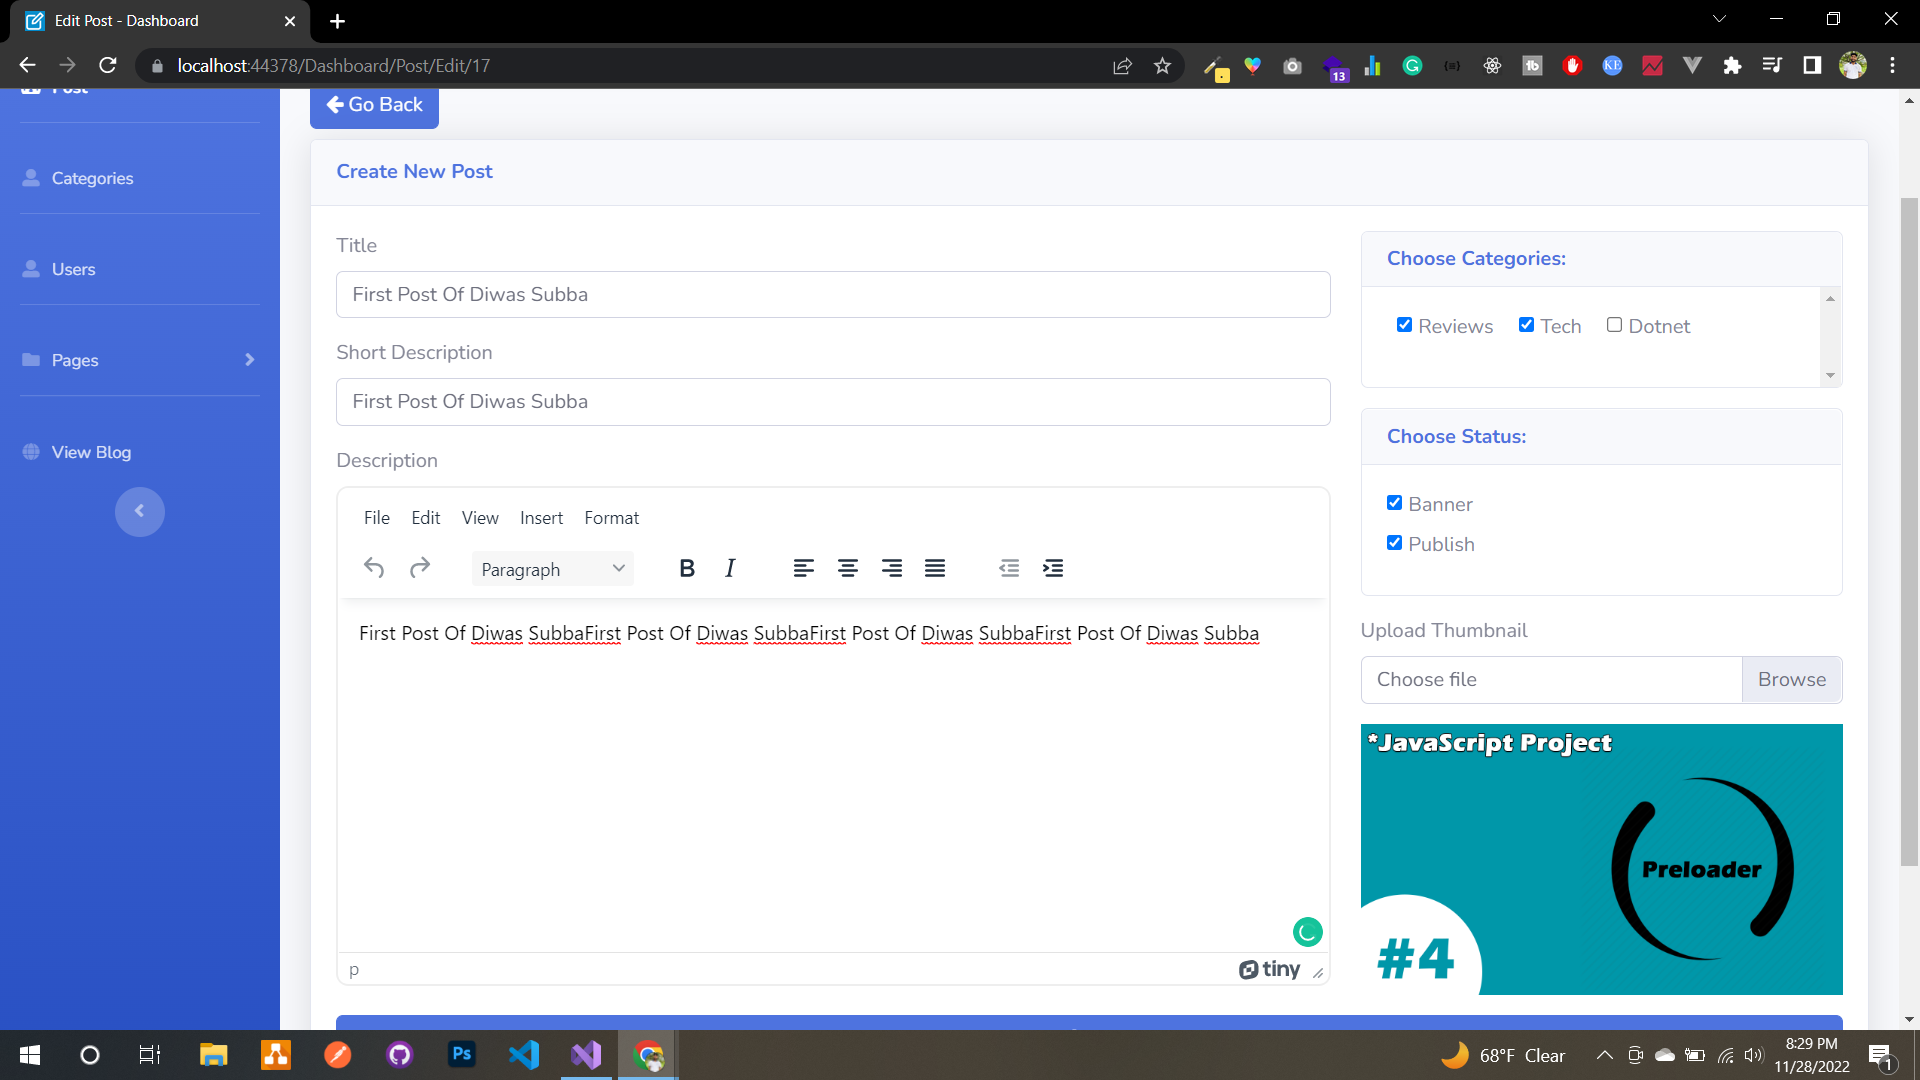 Edit Post - Dashboard
localhost:44378/Dashboard/Post/Edit/17
13
Post
Go Back
Categories
Users
Pages
View Blog
Create New Post
Title
First Post Of Diwas Subba
Short Description
First Post Of Diwas Subba
Description
File Edit View Insert Format
Paragraph B I
First Post Of Diwas SubbaFirst Post Of Diwas SubbaFirst Post Of Diwas SubbaFirst Post Of Diwas Subba
p
tiny
Choose Categories:
Reviews Tech Dotnet
Choose Status:
Banner
Publish
Upload Thumbnail
Choose file Browse
*JavaScript Project
Preloader
#4
Ps
68°F Clear
8:29 PM
11/28/2022
1